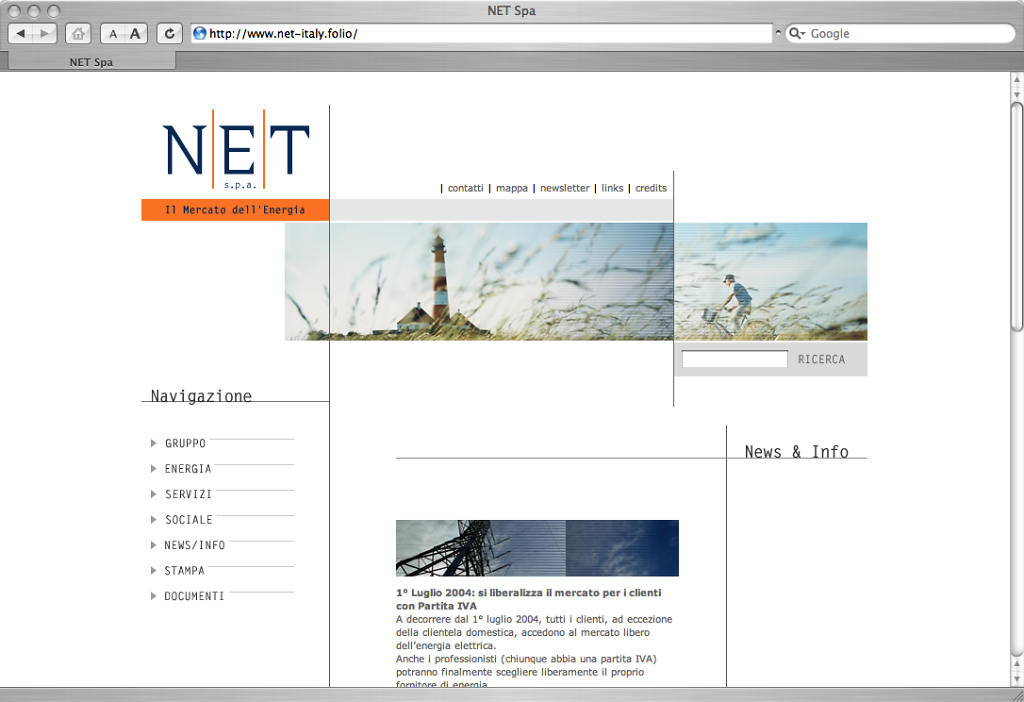 NET Spa
A A
http://www.net-italy.folio/
Google
NET Spa
NET
s.p.a.
| contatti | mappa | newsletter | links | credits
Il Mercato dell'Energia
RICERCA
Navigazione
GRUPPO
ENERGIA
SERVIZI
SOCIALE
NEWS/INFO
STAMPA
DOCUMENTI
News & Info
1° Luglio 2004: si liberalizza il mercato per i clienti
con Partita IVA
A decorrere dal 1° luglio 2004, tutti i clienti, ad eccezione
della clientela domestica, accedono al mercato libero
dell'energia elettrica.
Anche i professionisti (chiunque abbia una partita IVA)
potranno finalmente scegliere liberamente il proprio
fornitore di energia